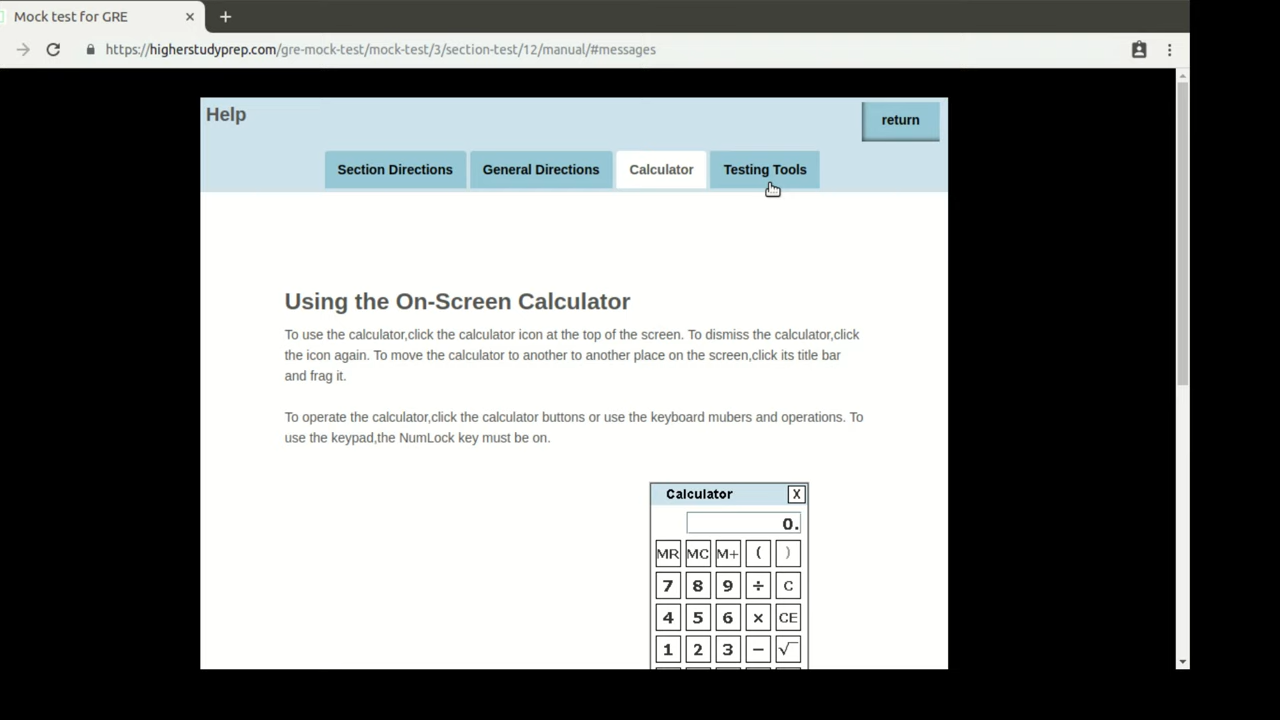 Mock test for GRE
https://higherstudyprep.com/gre-mock-test/mock-test/3/section-test/12/manual/#messages
Help
return
Section Directions General Directions Calculator Testing Tools
Using the On-Screen Calculator
To use the calculator,click the calculator icon at the top of the screen. To dismiss the calculator,click
the icon again. To move the calculator to another to another place on the screen,click its title bar
and frag it.
To operate the calculator,click the calculator buttons or use the keyboard mubers and operations. To
use the keypad,the NumLock key must be on.
Calculator X
0.
MR MC M+ ( )
7 8 9 ÷ C
4 5 6 × CE
1 2 3 − √